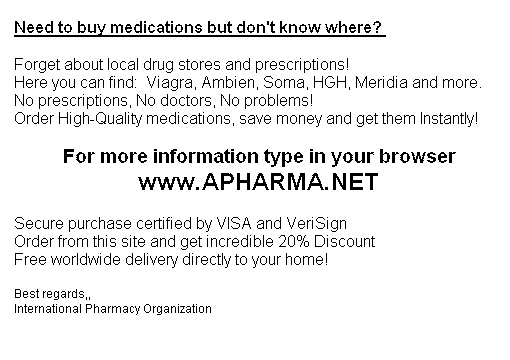 Need to buy medications but don't know where?
Forget about local drug stores and prescriptions!
Here you can find:  Viagra, Ambien, Soma, HGH, Meridia and more.
No prescriptions, No doctors, No problems!
Order High-Quality medications, save money and get them Instantly!
For more information type in your browser
www.APHARMA.NET
Secure purchase certified by VISA and VeriSign
Order from this site and get incredible 20% Discount
Free worldwide delivery directly to your home!
Best regards,,
International Pharmacy Organization